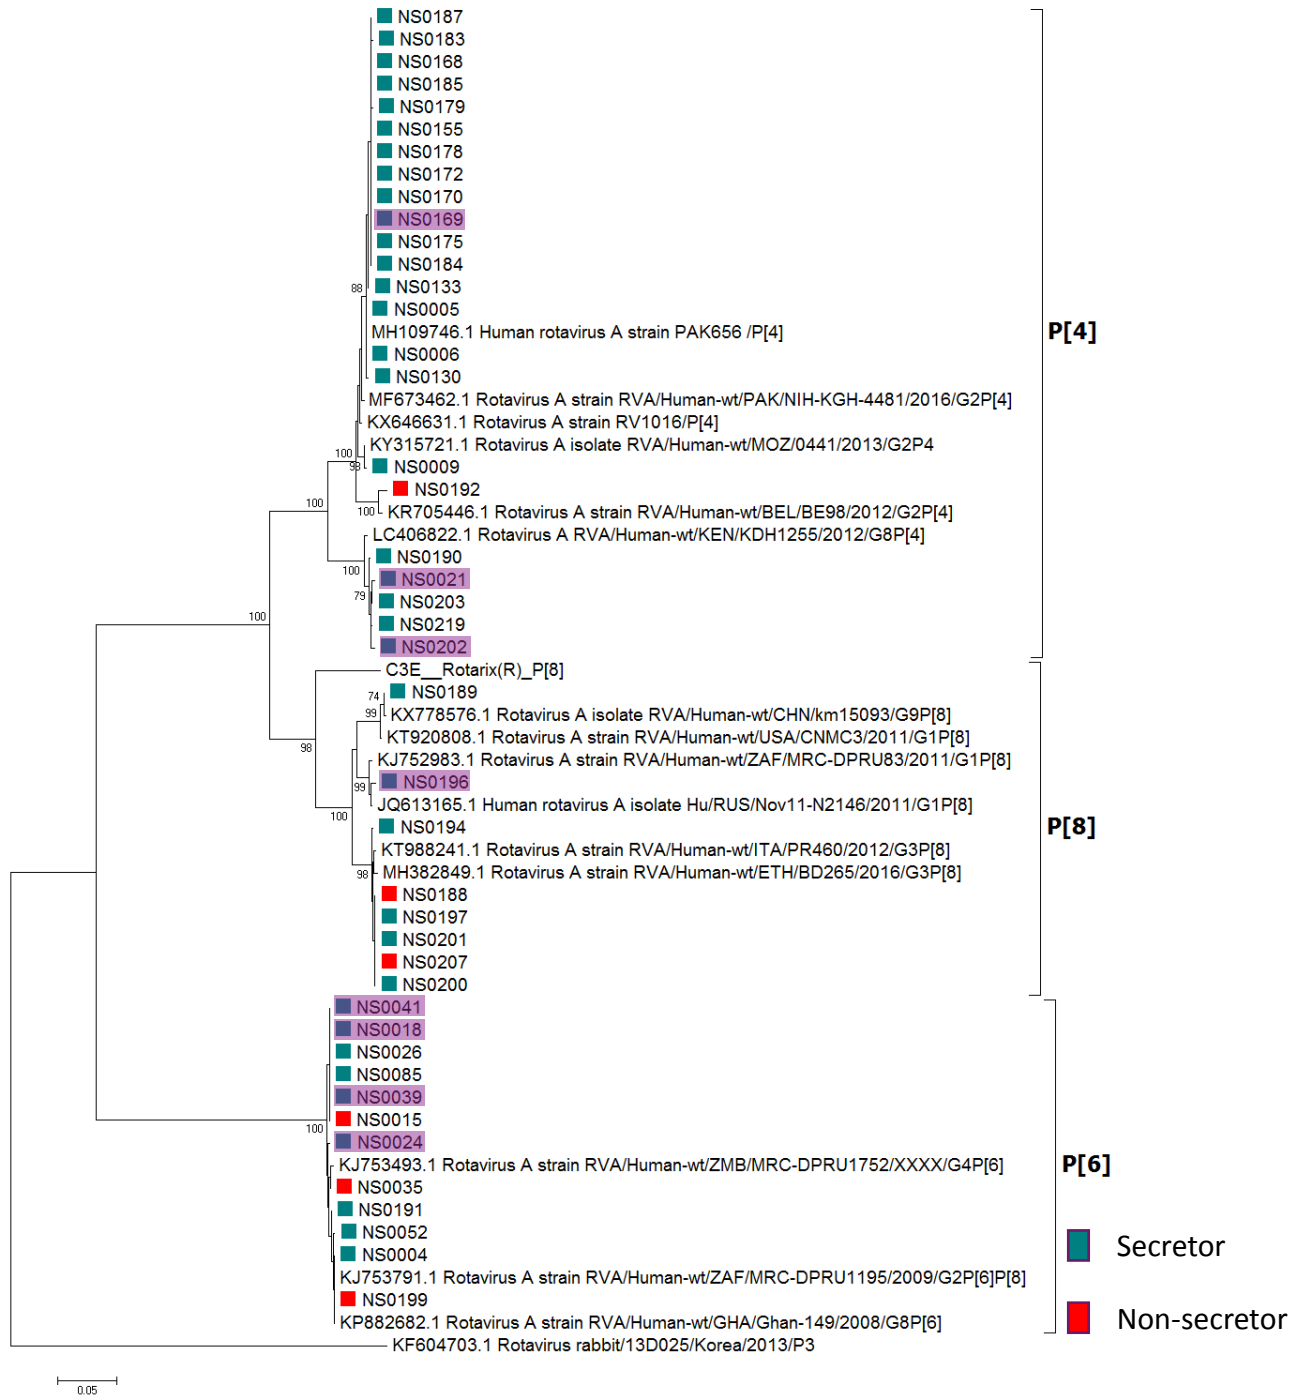 NS0187
NS0183
NS0168
NS0185
NS0179
NS0155
NS0178
NS0172
NS0170
NS0169
NS0175
NS0184
NS0133
88
NS0005
MH109746.1 Human rotavirus A strain PAK656 /P[4]
P[4]
NS0006
NS0130
MF673462.1 Rotavirus A strain RVA/Human-wt/PAK/NIH-KGH-4481/2016/G2P[4]
KX646631.1 Rotavirus A strain RV1016/P[4]
KY315721.1 Rotavirus A isolate RVA/Human-wt/MOZ/0441/2013/G2P4
100
98
NS0009
NS0192
100
100
KR705446.1 Rotavirus A strain RVA/Human-wt/BEL/BE98/2012/G2P[4]
LC406822.1 Rotavirus A RVA/Human-wt/KEN/KDH1255/2012/G8P[4]
NS0190
100
NS0021
79
NS0203
100
NS0219
NS0202
C3E__Rotarix(R)_P[8]
74
NS0189
99
KX778576.1 Rotavirus A isolate RVA/Human-wt/CHN/km15093/G9P[8]
KT920808.1 Rotavirus A strain RVA/Human-wt/USA/CNMC3/2011/G1P[8]
98
KJ752983.1 Rotavirus A strain RVA/Human-wt/ZAF/MRC-DPRU83/2011/G1P[8]
99
NS0196
JQ613165.1 Human rotavirus A isolate Hu/RUS/Nov11-N2146/2011/G1P[8]
100
NS0194
P[8]
KT988241.1 Rotavirus A strain RVA/Human-wt/ITA/PR460/2012/G3P[8]
98
MH382849.1 Rotavirus A strain RVA/Human-wt/ETH/BD265/2016/G3P[8]
NS0188
NS0197
NS0201
NS0207
NS0200
NS0041
NS0018
NS0026
NS0085
NS0039
NS0015
100
NS0024
KJ753493.1 Rotavirus A strain RVA/Human-wt/ZMB/MRC-DPRU1752/XXXX/G4P[6]
P[6]
NS0035
NS0191
NS0052
NS0004
Secretor
KJ753791.1 Rotavirus A strain RVA/Human-wt/ZAF/MRC-DPRU1195/2009/G2P[6]P[8]
NS0199
KP882682.1 Rotavirus A strain RVA/Human-wt/GHA/Ghan-149/2008/G8P[6]
Non-secretor
KF604703.1 Rotavirus rabbit/13D025/Korea/2013/P3
0.05